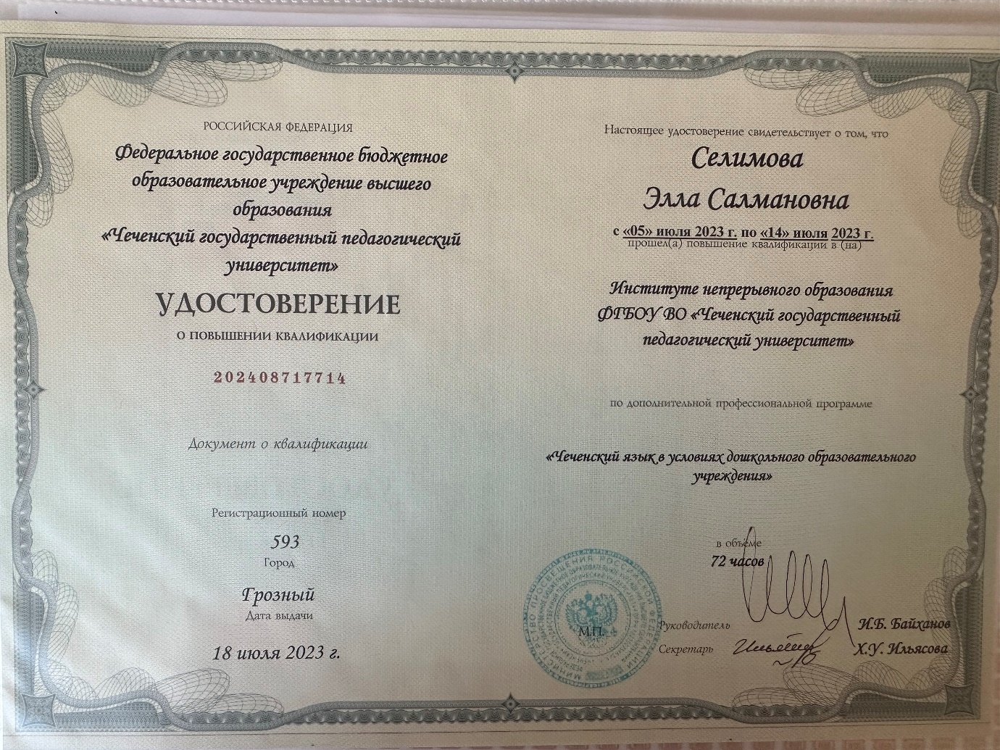 РОССИЙСКАЯ ФЕДЕРАЦИЯ
Федеральное государственное бюджетное
образовательное учреждение высшего
образования
«Чеченский государственный педагогический
университет»
УДОСТОВЕРЕНИЕ
О ПОВЫШЕНИИ КВАЛИФИКАЦИИ
202408717714
Документ о квалификации
Регистрационный номер
593
Город
Грозный
Дата выдачи
18 июля 2023 г.
Настоящее удостоверение свидетельствует о том, что
Селимова
Элла Салмановна
с «05» июля 2023 г. по «14» июля 2023 г.
прошел(а) повышение квалификации в (на)
Институте непрерывного образования
ФГБОУ ВО «Чеченский государственный
педагогический университет»
по дополнительной профессиональной программе
«Чеченский язык в условиях дошкольного образовательного
учреждения»
в объёме
72 часов
М.П.
Руководитель
И.Б. Байханов
Секретарь
Х.У. Ильясова